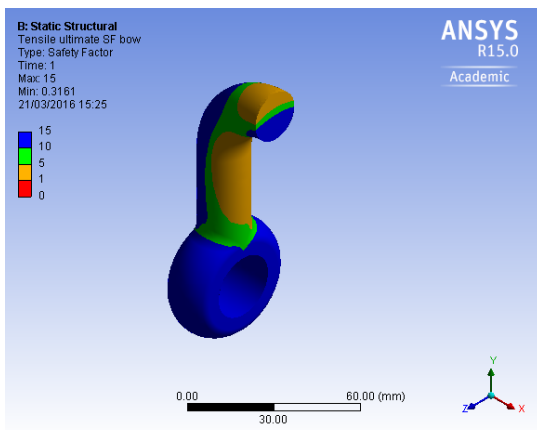 B: Static Structural
Tensile ultimate SF bow
Type: Safety Factor
Time: 1
Max: 15
Min: 0.3161
21/03/2016 15:25
ANSYS
R15.0
Academic
15
10
5
1
0
0.00
60.00 (mm)
30.00
Y
Z
X